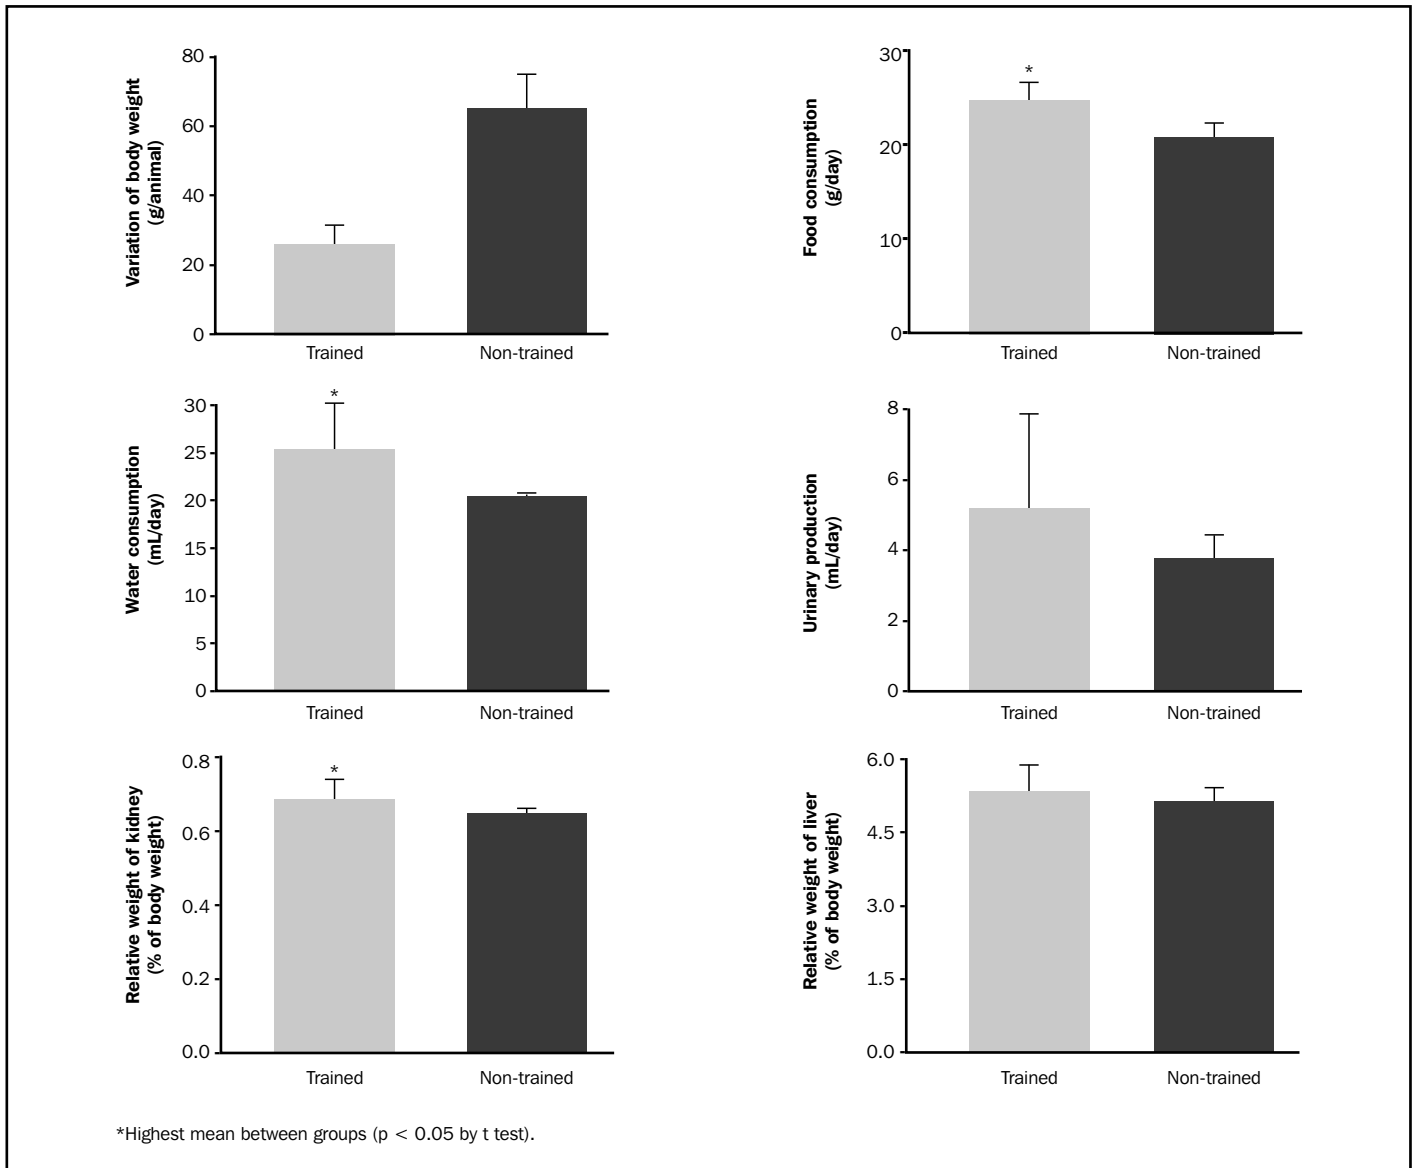 Variation of body weight
(g/animal)
80
60
40
20
0
Trained
Non-trained
Food consumption
(g/day)
30
20
10
0
*
Trained
Non-trained
Water consumption
(mL/day)
30
25
20
15
10
5
0
*
Trained
Non-trained
Urinary production
(mL/day)
8
6
4
2
0
Trained
Non-trained
Relative weight of kidney
(% of body weight)
0.8
0.6
0.4
0.2
0.0
*
Trained
Non-trained
Relative weight of liver
(% of body weight)
6.0
4.5
3.0
1.5
0.0
Trained
Non-trained
*Highest mean between groups (p < 0.05 by t test).